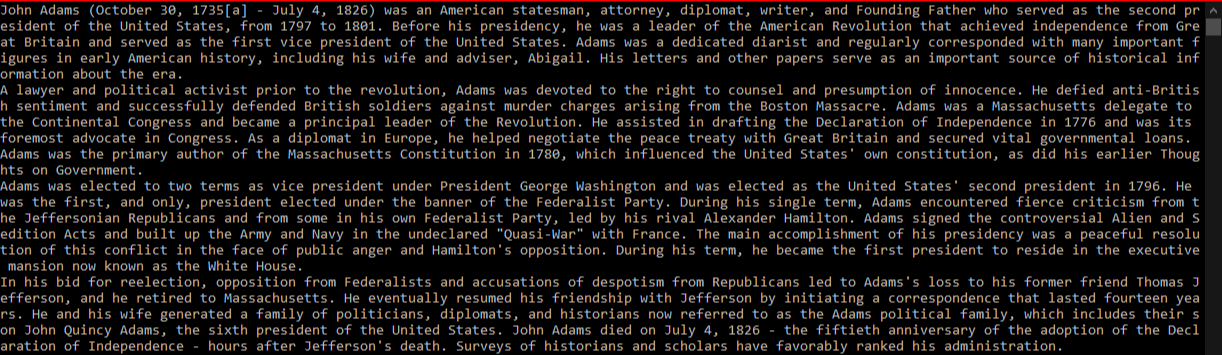 John Adams (October 30, 1735[a] - July 4, 1826) was an American statesman, attorney, diplomat, writer, and Founding Father who served as the second pr
esident of the United States, from 1797 to 1801. Before his presidency, he was a leader of the American Revolution that achieved independence from Gre
at Britain and served as the first vice president of the United States. Adams was a dedicated diarist and regularly corresponded with many important f
igures in early American history, including his wife and adviser, Abigail. His letters and other papers serve as an important source of historical inf
ormation about the era.
A lawyer and political activist prior to the revolution, Adams was devoted to the right to counsel and presumption of innocence. He defied anti-Britis
h sentiment and successfully defended British soldiers against murder charges arising from the Boston Massacre. Adams was a Massachusetts delegate to
the Continental Congress and became a principal leader of the Revolution. He assisted in drafting the Declaration of Independence in 1776 and was its
foremost advocate in Congress. As a diplomat in Europe, he helped negotiate the peace treaty with Great Britain and secured vital governmental loans.
Adams was the primary author of the Massachusetts Constitution in 1780, which influenced the United States' own constitution, as did his earlier Thoug
hts on Government.
Adams was elected to two terms as vice president under President George Washington and was elected as the United States' second president in 1796. He
was the first, and only, president elected under the banner of the Federalist Party. During his single term, Adams encountered fierce criticism from t
he Jeffersonian Republicans and from some in his own Federalist Party, led by his rival Alexander Hamilton. Adams signed the controversial Alien and S
edition Acts and built up the Army and Navy in the undeclared "Quasi-War" with France. The main accomplishment of his presidency was a peaceful resolu
tion of this conflict in the face of public anger and Hamilton's opposition. During his term, he became the first president to reside in the executive
 mansion now known as the White House.
In his bid for reelection, opposition from Federalists and accusations of despotism from Republicans led to Adams's loss to his former friend Thomas J
efferson, and he retired to Massachusetts. He eventually resumed his friendship with Jefferson by initiating a correspondence that lasted fourteen yea
rs. He and his wife generated a family of politicians, diplomats, and historians now referred to as the Adams political family, which includes their s
on John Quincy Adams, the sixth president of the United States. John Adams died on July 4, 1826 - the fiftieth anniversary of the adoption of the Decl
aration of Independence - hours after Jefferson's death. Surveys of historians and scholars have favorably ranked his administration.